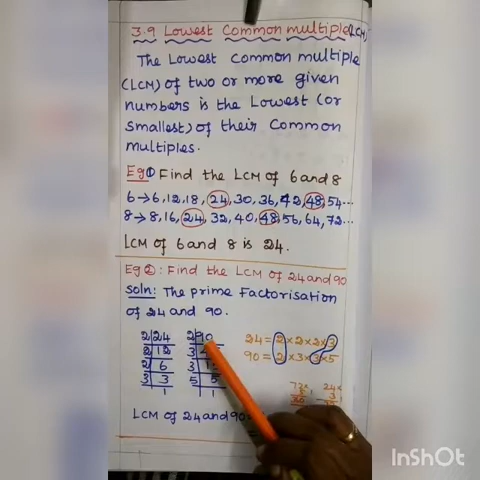 3.9 Lowest Common multiple(LCM)
The Lowest common multiple
(LCM) of two or more given
numbers is the Lowest (or
smallest) of their common
multiples.
Eg① Find the LCM of 6 and 8
6→6,12,18,24,30,36,42,48,54...
8→8,16,24,32,40,48,56,64,72...
LCM of 6 and 8 is 24.
Eg②: Find the LCM of 24 and 90
Soln: The prime Factorisation
of 24 and 90.
2 24 2 90 24 = 2×2×2×3
2 12 3 90 = 2×3×3×5
2 6 3
3 3 5 5
1 1
LCM of 24 and 90 =
=
InShOt